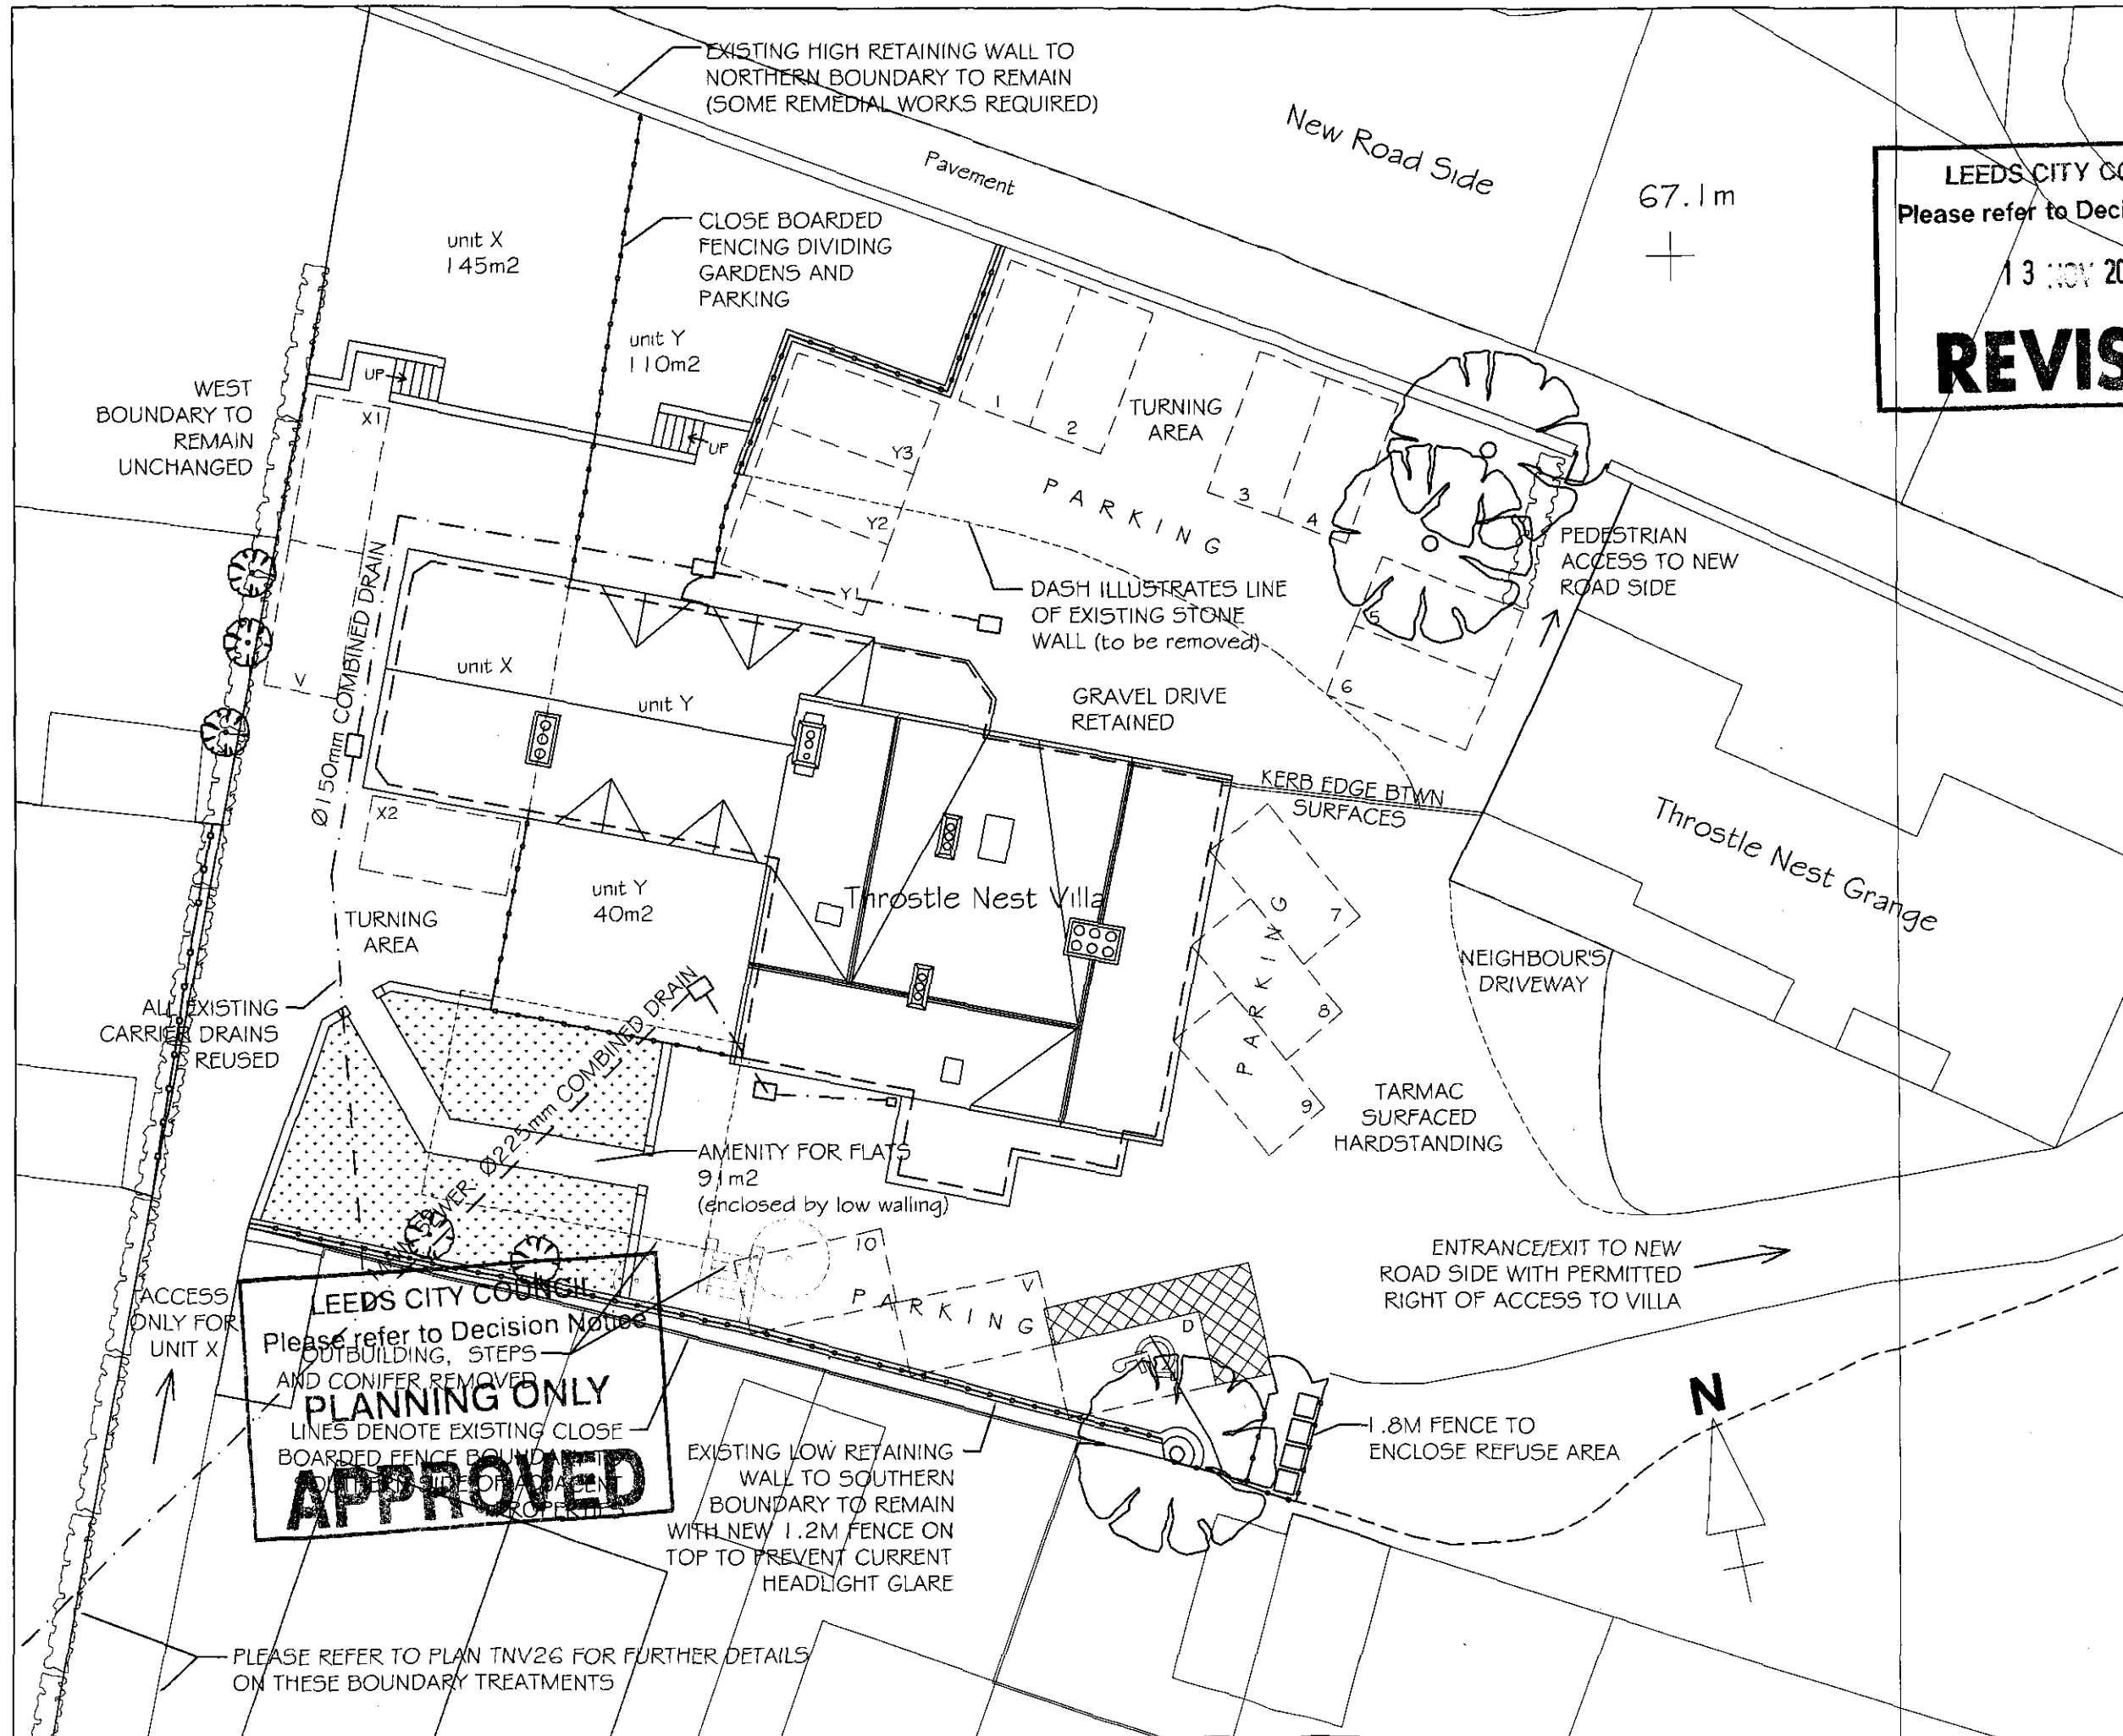 EXISTING HIGH RETAINING WALL TO
NORTHERN BOUNDARY TO REMAIN
(SOME REMEDIAL WORKS REQUIRED)
New Road Side
Pavement
67.1m
LEEDS CITY
Please refer to
13 NOV
unit X
145m2
CLOSE BOARDED
FENCING DIVIDING
GARDENS AND
PARKING
unit Y
110m2
WEST
BOUNDARY TO
REMAIN
UNCHANGED
UP
X1
UP
Y3
Y2
Y1
1
2
TURNING
AREA
3
4
PARKING
PEDESTRIAN
ACCESS TO NEW
ROAD SIDE
DASH ILLUSTRATES LINE
OF EXISTING STONE
WALL (to be removed)
5
6
V
Ø150mm COMBINED DRAIN
unit X
unit Y
GRAVEL DRIVE
RETAINED
KERB EDGE BTWN
SURFACES
Throstle Nest Grange
X2
unit Y
40m2
Throstle Nest Villa
TURNING
AREA
7
8
9
PARKING
NEIGHBOUR'S
DRIVEWAY
ALL EXISTING
CARRIER DRAINS
REUSED
Ø225mm COMBINED DRAIN
SEWER
TARMAC
SURFACED
HARDSTANDING
AMENITY FOR FLATS
91m2
(enclosed by low walling)
10
V
PARKING
D
ENTRANCE/EXIT TO NEW
ROAD SIDE WITH PERMITTED
RIGHT OF ACCESS TO VILLA
ACCESS
ONLY FOR
UNIT X
LEEDS CITY COUNCIL
Please refer to Decision Notice
OUTBUILDING, STEPS
AND CONIFER REMOVED
PLANNING ONLY
LINES DENOTE EXISTING CLOSE
BOARDED FENCE
APPROVED
EXISTING LOW RETAINING
WALL TO SOUTHERN
BOUNDARY TO REMAIN
WITH NEW 1.2M FENCE ON
TOP TO PREVENT CURRENT
HEADLIGHT GLARE
1.8M FENCE TO
ENCLOSE REFUSE AREA
N
PLEASE REFER TO PLAN TNV26 FOR FURTHER DETAILS
ON THESE BOUNDARY TREATMENTS